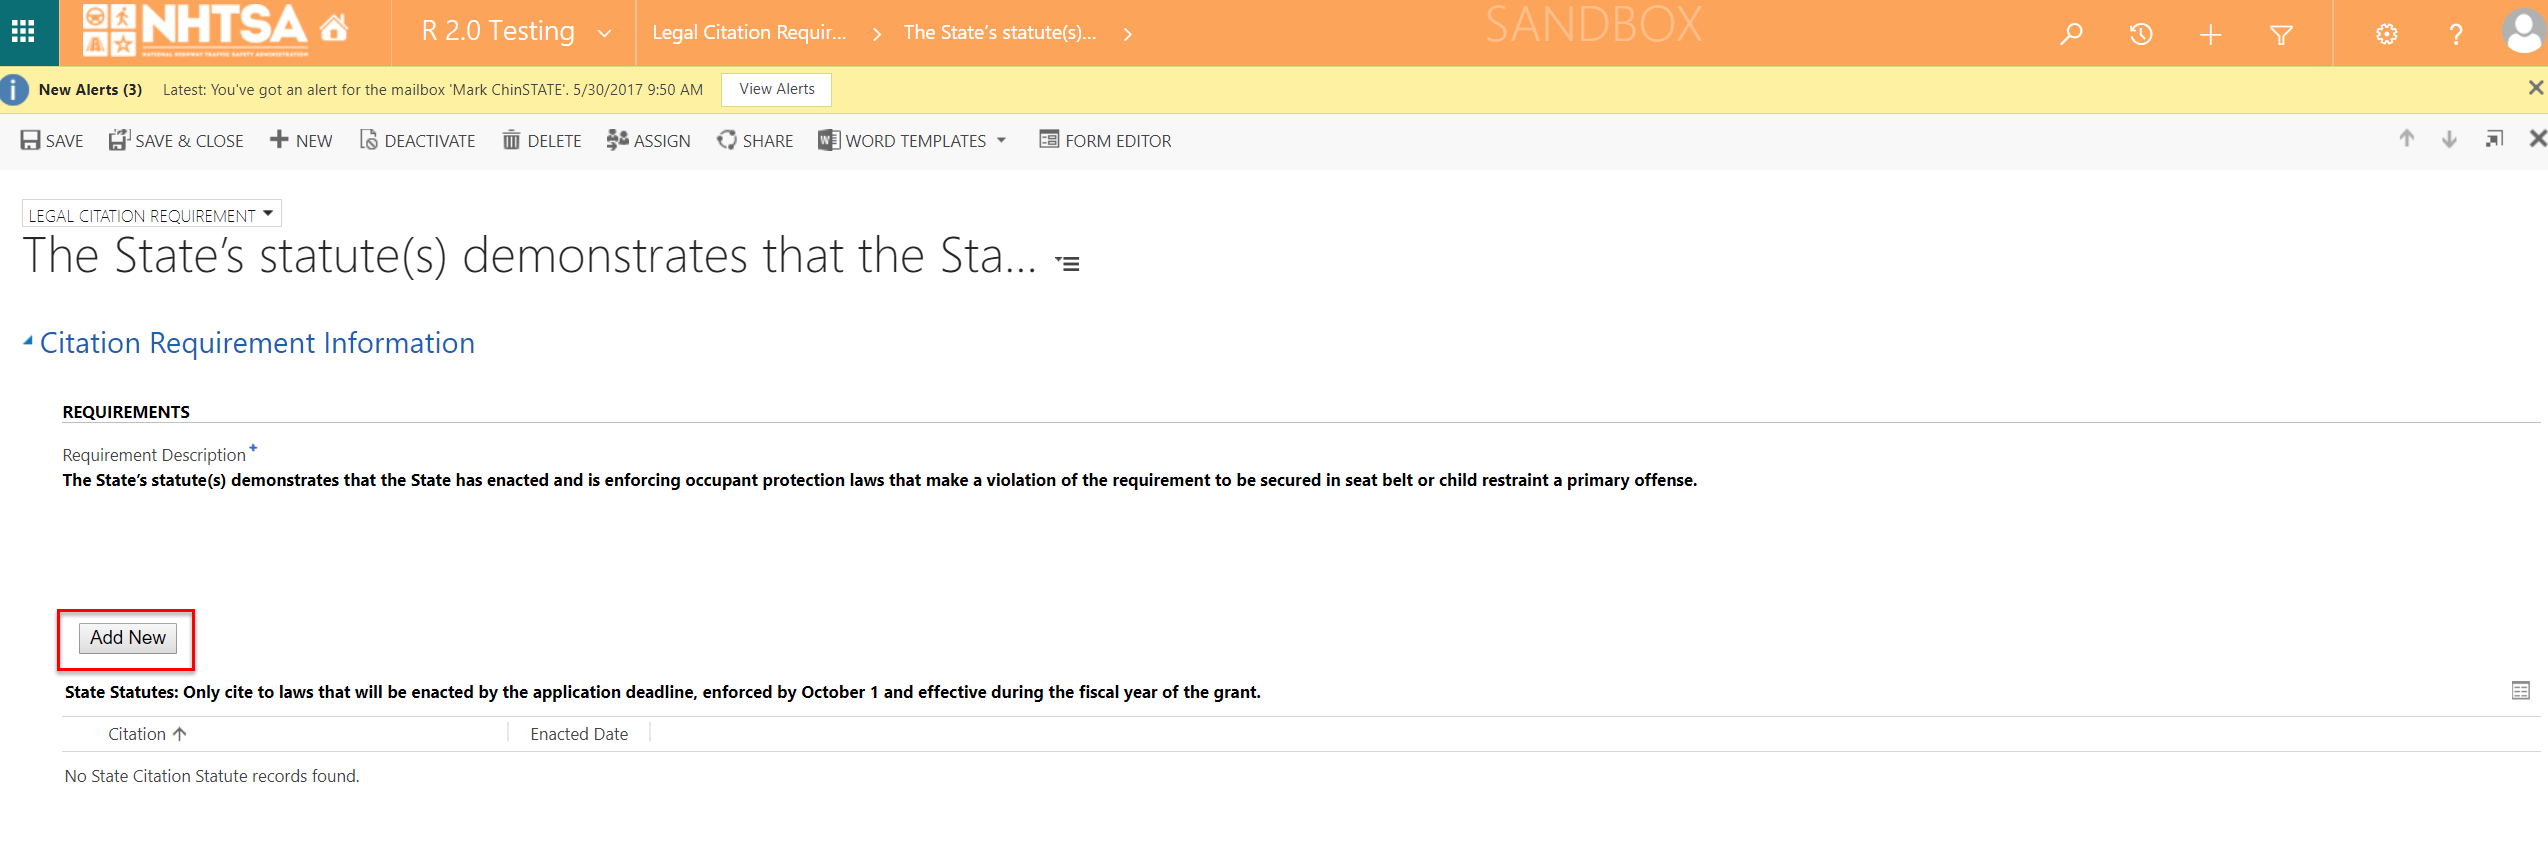 NHTSA
NATIONAL HIGHWAY TRAFFIC SAFETY ADMINISTRATION
R 2.0 Testing
Legal Citation Requir...
The State’s statute(s)...
SANDBOX
?
New Alerts (3) Latest: You've got an alert for the mailbox 'Mark ChinSTATE'. 5/30/2017 9:50 AM View Alerts
SAVE SAVE & CLOSE NEW DEACTIVATE DELETE ASSIGN SHARE WORD TEMPLATES FORM EDITOR
LEGAL CITATION REQUIREMENT
The State’s statute(s) demonstrates that the Sta...
Citation Requirement Information
REQUIREMENTS
Requirement Description+
The State’s statute(s) demonstrates that the State has enacted and is enforcing occupant protection laws that make a violation of the requirement to be secured in seat belt or child restraint a primary offense.
Add New
State Statutes: Only cite to laws that will be enacted by the application deadline, enforced by October 1 and effective during the fiscal year of the grant.
Citation Enacted Date
No State Citation Statute records found.